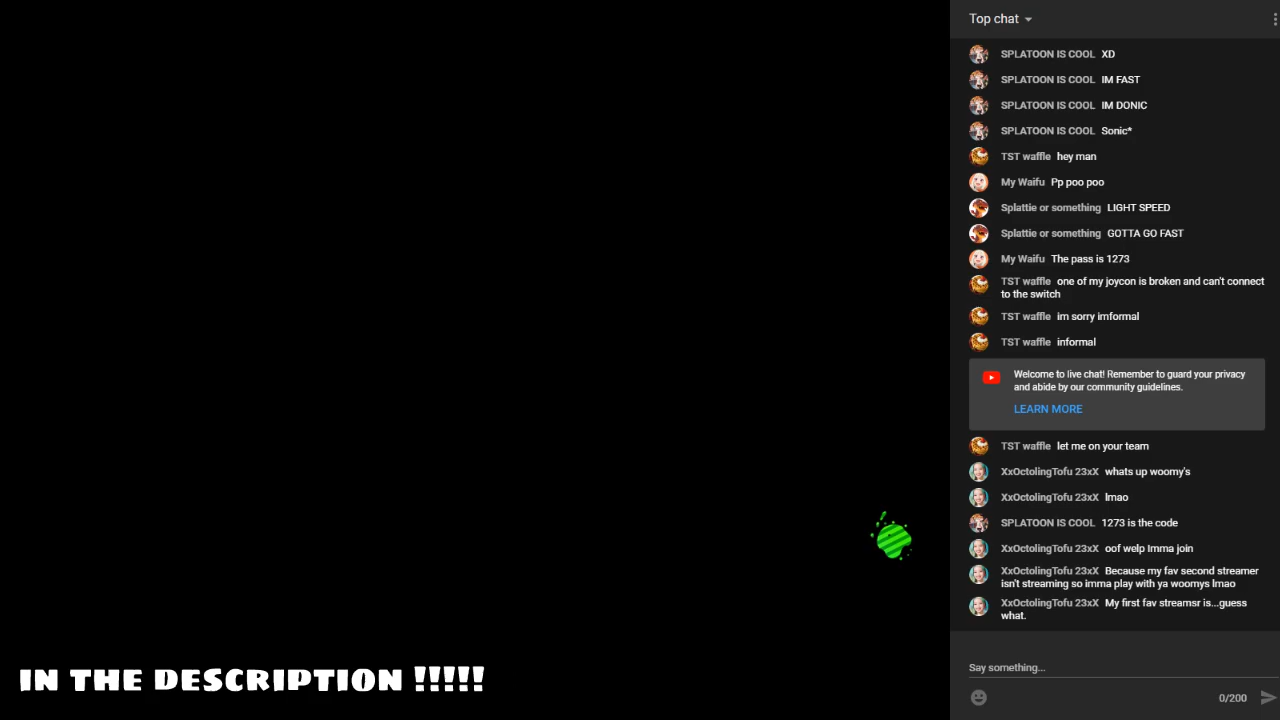 Top chat
SPLATOON IS COOL XD
SPLATOON IS COOL IM FAST
SPLATOON IS COOL IM DONIC
SPLATOON IS COOL Sonic*
TST waffle hey man
My Waifu Pp poo poo
Splattie or something LIGHT SPEED
Splattie or something GOTTA GO FAST
My Waifu The pass is 1273
TST waffle one of my joycon is broken and can't connect
to the switch
TST waffle im sorry imformal
TST waffle informal
Welcome to live chat! Remember to guard your privacy
and abide by our community guidelines.
LEARN MORE
TST waffle let me on your team
XxOctolingTofu 23xX whats up woomy's
XxOctolingTofu 23xX lmao
SPLATOON IS COOL 1273 is the code
XxOctolingTofu 23xX oof welp Imma join
XxOctolingTofu 23xX Because my fav second streamer
isn't streaming so imma play with ya woomys lmao
XxOctolingTofu 23xX My first fav streamsr is...guess
what.
Say something...
0/200
IN THE DESCRIPTION !!!!!